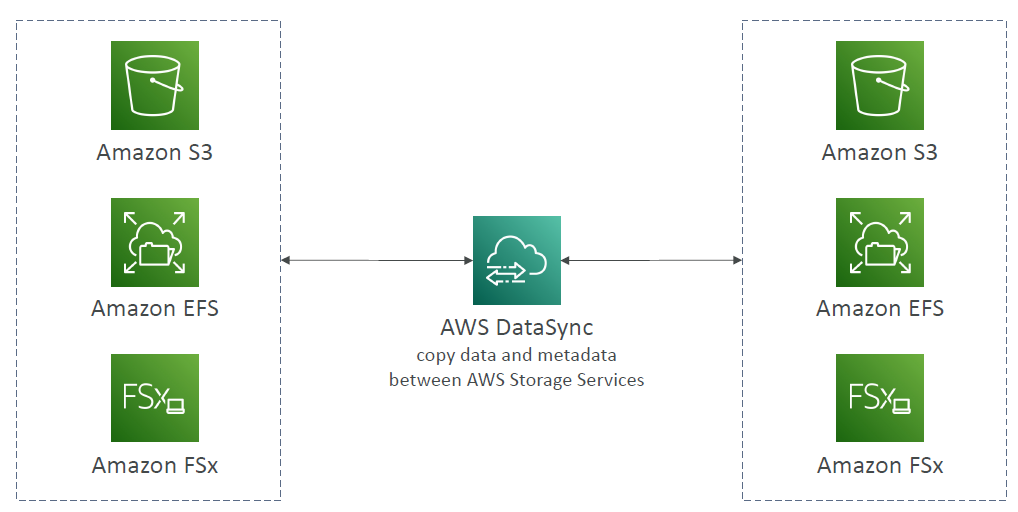 Amazon S3
Amazon EFS
FSx
Amazon FSx
AWS DataSync
copy data and metadata
between AWS Storage Services
Amazon S3
Amazon EFS
FSx
Amazon FSx